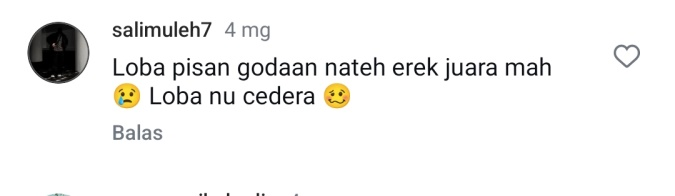 salimuleh7 4 mg
Loba pisan godaan nateh erek juara mah
😢 Loba nu cedera 🥴
Balas